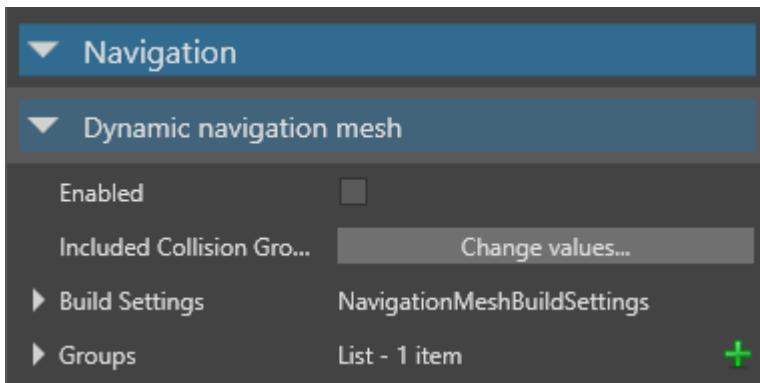 Navigation
Dynamic navigation mesh
Enabled
Included Collision Gro... Change values...
Build Settings NavigationMeshBuildSettings
Groups List - 1 item